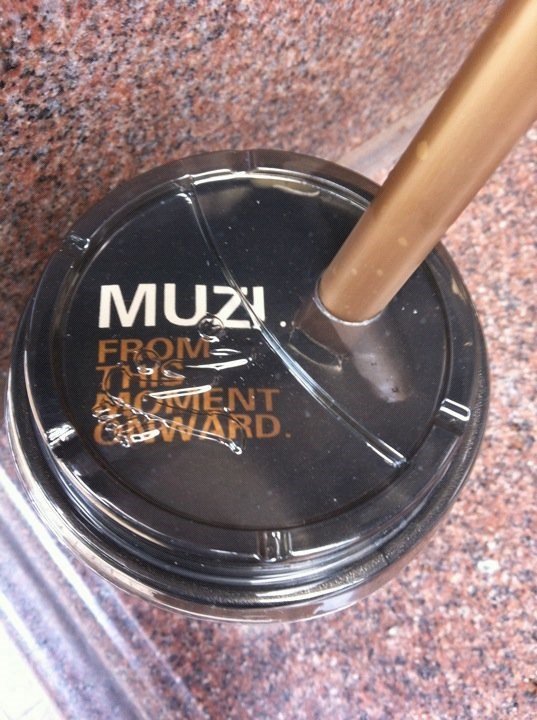 MUZI.
FROM
THIS
MOMENT
ONWARD.